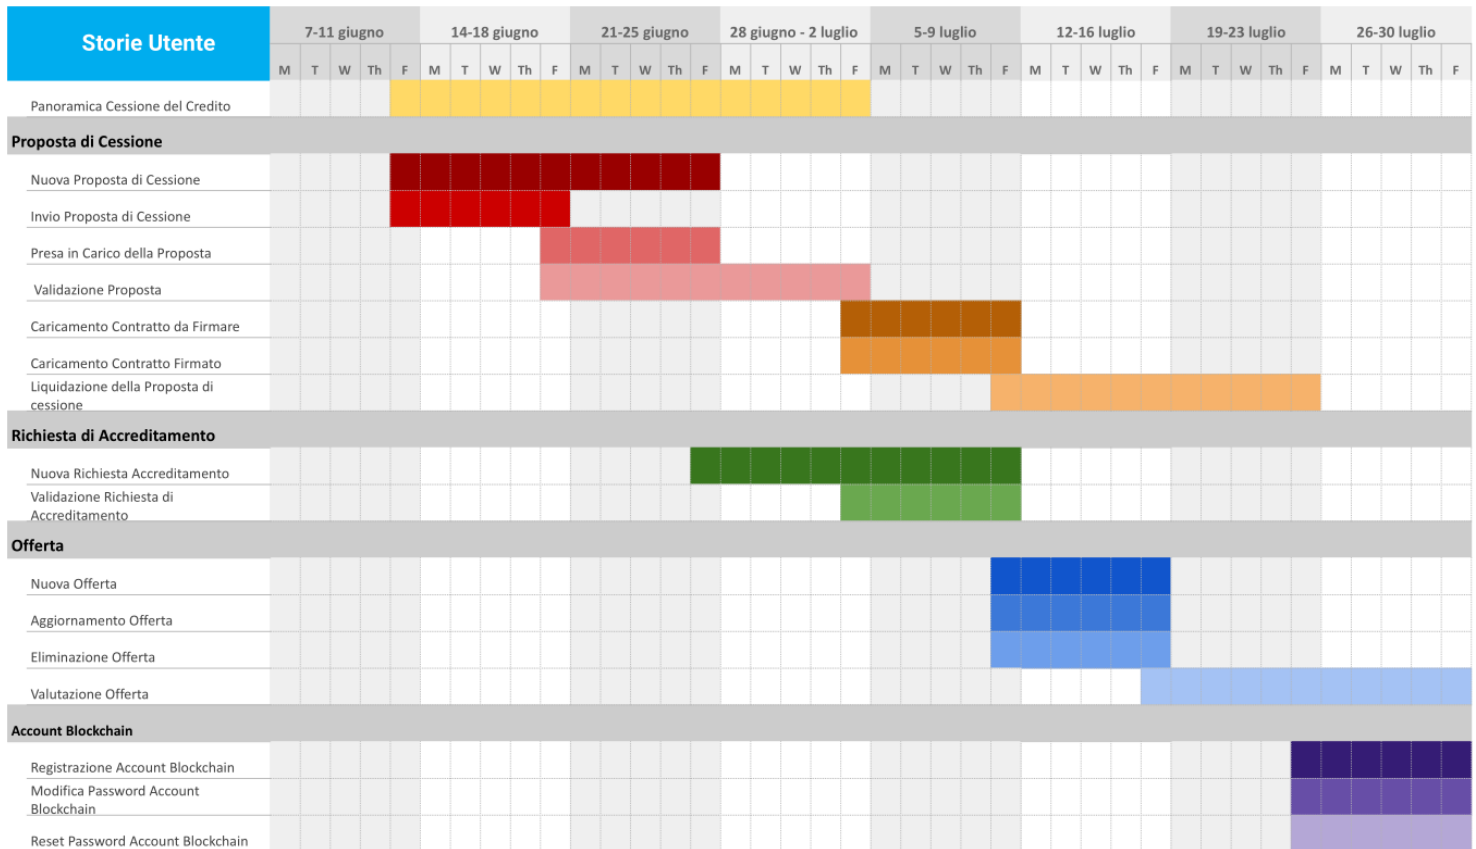 Storie Utente
7-11 giugno 14-18 giugno 21-25 giugno 28 giugno - 2 luglio 5-9 luglio 12-16 luglio 19-23 luglio 26-30 luglio
M T W Th F M T W Th F M T W Th F M T W Th F M T W Th F M T W Th F M T W Th F M T W Th F
Panoramica Cessione del Credito
Proposta di Cessione
Nuova Proposta di Cessione
Invio Proposta di Cessione
Presa in Carico della Proposta
Validazione Proposta
Caricamento Contratto da Firmare
Caricamento Contratto Firmato
Liquidazione della Proposta di
cessione
Richiesta di Accreditamento
Nuova Richiesta Accreditamento
Validazione Richiesta di
Accreditamento
Offerta
Nuova Offerta
Aggiornamento Offerta
Eliminazione Offerta
Valutazione Offerta
Account Blockchain
Registrazione Account Blockchain
Modifica Password Account
Blockchain
Reset Password Account Blockchain